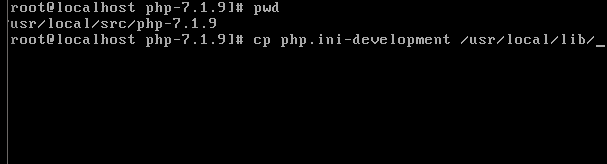 root@localhost php-7.1.9]# pwd
usr/local/src/php-7.1.9
root@localhost php-7.1.9]# cp php.ini-development /usr/local/lib/_